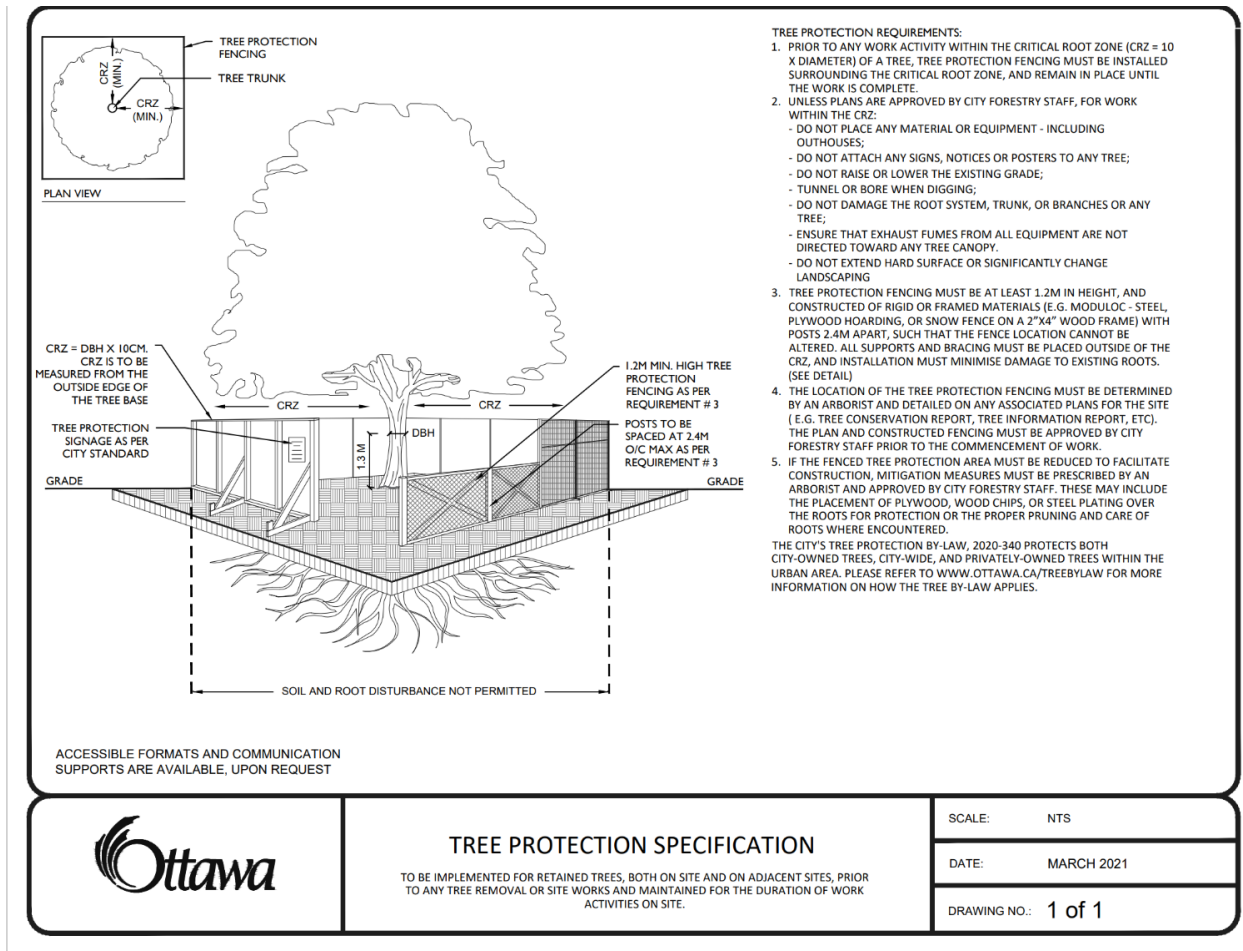 TREE PROTECTION
FENCING
TREE TRUNK
CRZ
(MIN.)
CRZ
(MIN.)
PLAN VIEW
CRZ = DBH X 10CM.
CRZ IS TO BE
MEASURED FROM THE
OUTSIDE EDGE OF
THE TREE BASE
TREE PROTECTION
SIGNAGE AS PER
CITY STANDARD
GRADE
CRZ
CRZ
DBH
1.3 M
1.2M MIN. HIGH TREE
PROTECTION
FENCING AS PER
REQUIREMENT # 3
POSTS TO BE
SPACED AT 2.4M
O/C MAX AS PER
REQUIREMENT # 3
GRADE
SOIL AND ROOT DISTURBANCE NOT PERMITTED
ACCESSIBLE FORMATS AND COMMUNICATION
SUPPORTS ARE AVAILABLE, UPON REQUEST
TREE PROTECTION REQUIREMENTS:
1. PRIOR TO ANY WORK ACTIVITY WITHIN THE CRITICAL ROOT ZONE (CRZ = 10
X DIAMETER) OF A TREE, TREE PROTECTION FENCING MUST BE INSTALLED
SURROUNDING THE CRITICAL ROOT ZONE, AND REMAIN IN PLACE UNTIL
THE WORK IS COMPLETE.
2. UNLESS PLANS ARE APPROVED BY CITY FORESTRY STAFF, FOR WORK
WITHIN THE CRZ:
- DO NOT PLACE ANY MATERIAL OR EQUIPMENT - INCLUDING
OUTHOUSES;
- DO NOT ATTACH ANY SIGNS, NOTICES OR POSTERS TO ANY TREE;
- DO NOT RAISE OR LOWER THE EXISTING GRADE;
- TUNNEL OR BORE WHEN DIGGING;
- DO NOT DAMAGE THE ROOT SYSTEM, TRUNK, OR BRANCHES OR ANY
TREE;
- ENSURE THAT EXHAUST FUMES FROM ALL EQUIPMENT ARE NOT
DIRECTED TOWARD ANY TREE CANOPY.
- DO NOT EXTEND HARD SURFACE OR SIGNIFICANTLY CHANGE
LANDSCAPING
3. TREE PROTECTION FENCING MUST BE AT LEAST 1.2M IN HEIGHT, AND
CONSTRUCTED OF RIGID OR FRAMED MATERIALS (E.G. MODULOC - STEEL,
PLYWOOD HOARDING, OR SNOW FENCE ON A 2"X4" WOOD FRAME) WITH
POSTS 2.4M APART, SUCH THAT THE FENCE LOCATION CANNOT BE
ALTERED. ALL SUPPORTS AND BRACING MUST BE PLACED OUTSIDE OF THE
CRZ, AND INSTALLATION MUST MINIMISE DAMAGE TO EXISTING ROOTS.
(SEE DETAIL)
4. THE LOCATION OF THE TREE PROTECTION FENCING MUST BE DETERMINED
BY AN ARBORIST AND DETAILED ON ANY ASSOCIATED PLANS FOR THE SITE
( E.G. TREE CONSERVATION REPORT, TREE INFORMATION REPORT, ETC).
THE PLAN AND CONSTRUCTED FENCING MUST BE APPROVED BY CITY
FORESTRY STAFF PRIOR TO THE COMMENCEMENT OF WORK.
5. IF THE FENCED TREE PROTECTION AREA MUST BE REDUCED TO FACILITATE
CONSTRUCTION, MITIGATION MEASURES MUST BE PRESCRIBED BY AN
ARBORIST AND APPROVED BY CITY FORESTRY STAFF. THESE MAY INCLUDE
THE PLACEMENT OF PLYWOOD, WOOD CHIPS, OR STEEL PLATING OVER
THE ROOTS FOR PROTECTION OR THE PROPER PRUNING AND CARE OF
ROOTS WHERE ENCOUNTERED.
THE CITY'S TREE PROTECTION BY-LAW, 2020-340 PROTECTS BOTH
CITY-OWNED TREES, CITY-WIDE, AND PRIVATELY-OWNED TREES WITHIN THE
URBAN AREA. PLEASE REFER TO WWW.OTTAWA.CA/TREEBYLAW FOR MORE
INFORMATION ON HOW THE TREE BY-LAW APPLIES.
Ottawa
TREE PROTECTION SPECIFICATION
TO BE IMPLEMENTED FOR RETAINED TREES, BOTH ON SITE AND ON ADJACENT SITES, PRIOR
TO ANY TREE REMOVAL OR SITE WORKS AND MAINTAINED FOR THE DURATION OF WORK
ACTIVITIES ON SITE.
SCALE: NTS
DATE: MARCH 2021
DRAWING NO.: 1 of 1